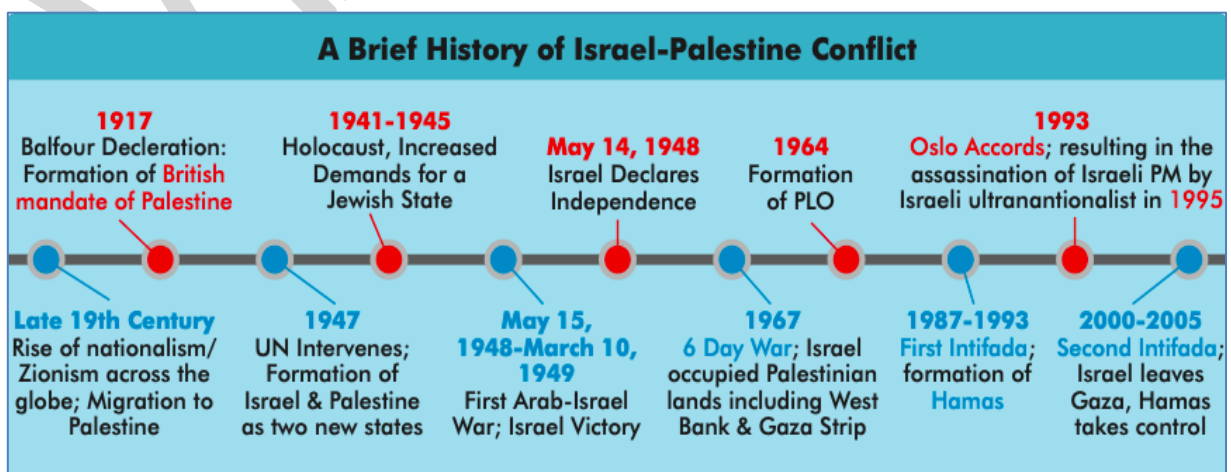 A Brief History of Israel-Palestine Conflict
1917
Balfour Decleration:
Formation of British
mandate of Palestine
1941-1945
Holocaust, Increased
Demands for a
Jewish State
May 14, 1948
Israel Declares
Independence
1964
Formation
of PLO
1993
Oslo Accords; resulting in the
assassination of Israeli PM by
Israeli ultranantionalist in 1995
Late 19th Century
Rise of nationalism/
Zionism across the
globe; Migration to
Palestine
1947
UN Intervenes;
Formation of
Israel & Palestine
as two new states
May 15,
1948-March 10,
1949
First Arab-Israel
War; Israel Victory
1967
6 Day War; Israel
occupied Palestinian
lands including West
Bank & Gaza Strip
1987-1993
First Intifada;
formation of
Hamas
2000-2005
Second Intifada;
Israel leaves
Gaza, Hamas
takes control